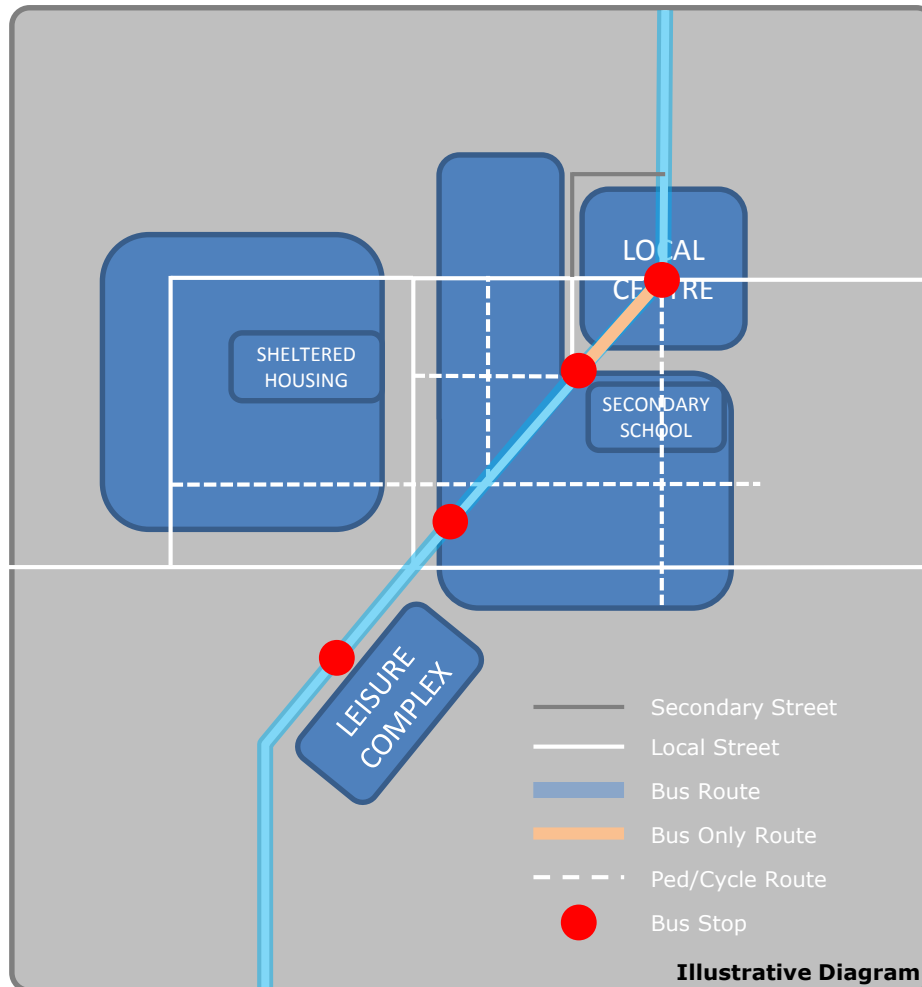 LOCAL
CENTRE
SHELTERED
HOUSING
SECONDARY
SCHOOL
LEISURE
COMPLEX
Secondary Street
Local Street
Bus Route
Bus Only Route
Ped/Cycle Route
Bus Stop
Illustrative Diagram